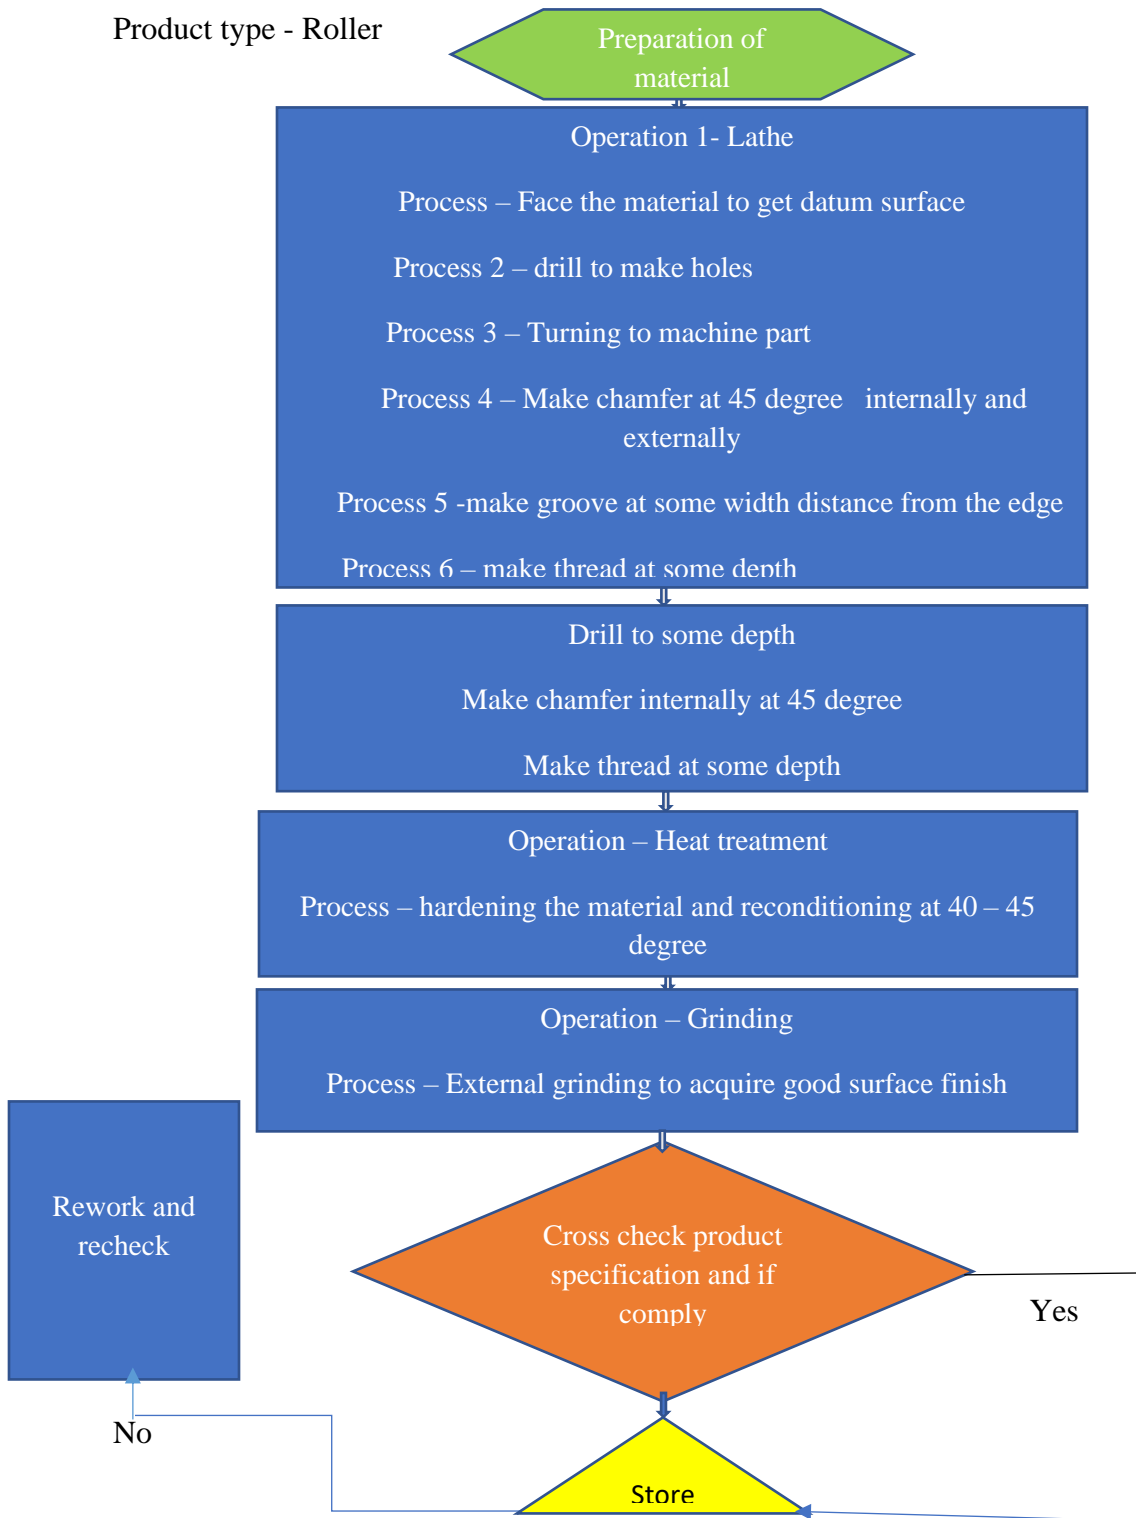 Product type - Roller
Preparation of
material
Operation 1- Lathe
Process – Face the material to get datum surface
Process 2 – drill to make holes
Process 3 – Turning to machine part
Process 4 – Make chamfer at 45 degree internally and
externally
Process 5 -make groove at some width distance from the edge
Process 6 – make thread at some depth
Drill to some depth
Make chamfer internally at 45 degree
Make thread at some depth
Operation – Heat treatment
Process – hardening the material and reconditioning at 40 – 45
degree
Operation – Grinding
Process – External grinding to acquire good surface finish
Rework and
recheck
Cross check product
specification and if
comply
Yes
No
Store